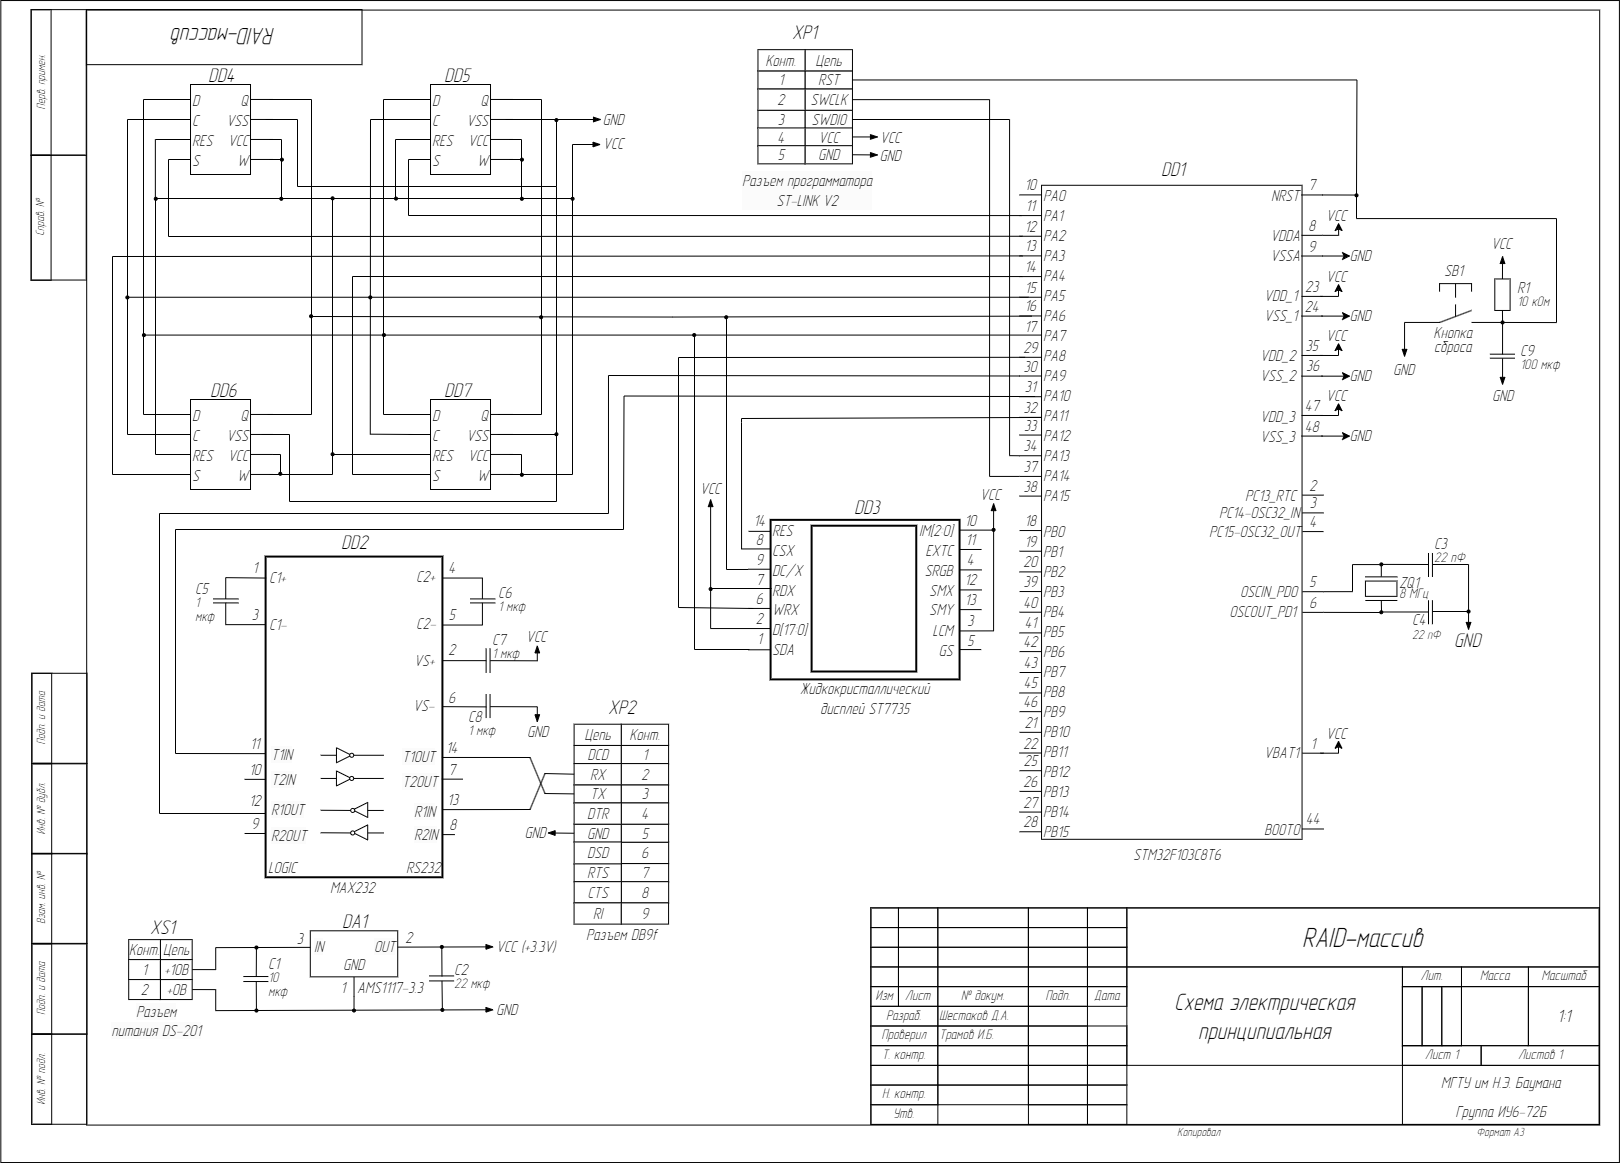 RAID-массив
Перв. примен.
Справ. №
Подп. и дата
Инв. № дубл.
Взам. инв. №
Подп. и дата
Инв. № подл.
DD4
D Q
C VSS
RES VCC
S W
DD5
D Q
C VSS
RES VCC
S W
GND
VCC
DD6
D Q
C VSS
RES VCC
S W
DD7
D Q
C VSS
RES VCC
S W
XP1
Конт. Цепь
1 RST
2 SWCLK
3 SWDIO
4 VCC VCC
5 GND GND
Разъем программатора
ST-LINK V2
DD1
10 PA0
11 PA1
12 PA2
13 PA3
14 PA4
15 PA5
16 PA6
17 PA7
29 PA8
30 PA9
31 PA10
32 PA11
33 PA12
34 PA13
37 PA14
38 PA15
18 PB0
19 PB1
20 PB2
39 PB3
40 PB4
41 PB5
42 PB6
43 PB7
45 PB8
46 PB9
21 PB10
22 PB11
25 PB12
26 PB13
27 PB14
28 PB15
NRST 7
VDDA 8 VCC
VSSA 9 GND
VDD_1 23 VCC
VSS_1 24 GND
VDD_2 35 VCC
VSS_2 36 GND
VDD_3 47 VCC
VSS_3 48 GND
PC13_RTC 2
PC14-OSC32_IN 3
PC15-OSC32_OUT 4
OSCIN_PD0 5
OSCOUT_PD1 6
VBAT1 1 VCC
BOOT0 44
STM32F103C8T6
VCC
SB1
R1
10 кОм
Кнопка
сброса
GND
C9
100 мкф
GND
C3
22 пФ
ZQ1
8 МГц
C4
22 пФ
GND
DD2
1 C1+
3 C1-
C5
1
мкф
C2+ 4
C2- 5
C6
1 мкф
VS+ 2
C7
1 мкф
VCC
VS- 6
C8
1 мкф
GND
11 T1IN T1OUT 14
10 T2IN T2OUT 7
12 R1OUT R1IN 13
9 R2OUT R2IN 8
LOGIC RS232
MAX232
XP2
Цепь Конт.
DCD 1
RX 2
TX 3
DTR 4
GND GND 5
DSD 6
RTS 7
CTS 8
RI 9
Разъем DB9f
VCC
DD3
VCC
14 RES IM[2:0] 10
8 CSX EXTC 11
9 DC/X SRGB 4
7 RDX SMX 12
6 WRX SMY 13
2 D[17:0] LCM 3
1 SDA GS 5
Жидкокристаллический
дисплей ST7735
XS1
Конт. Цепь
1 +10В
2 +0В
Разъем
питания DS-201
C1
10
мкф
DA1
3 IN OUT 2
GND
1 AMS1117-3.3
C2
22 мкф
VCC (+3.3V)
GND
RAID-массив
Изм Лист № докум. Подп. Дата
Разраб. Шестаков Д.А.
Проверил Трамов И.Б.
Т. контр.
Н. контр.
Утв.
Схема электрическая
принципиальная
Лит. Масса Масштаб
1:1
Лист 1 Листов 1
МГТУ им Н.Э. Баумана
Группа ИУ6-72Б
Копировал Формат А3